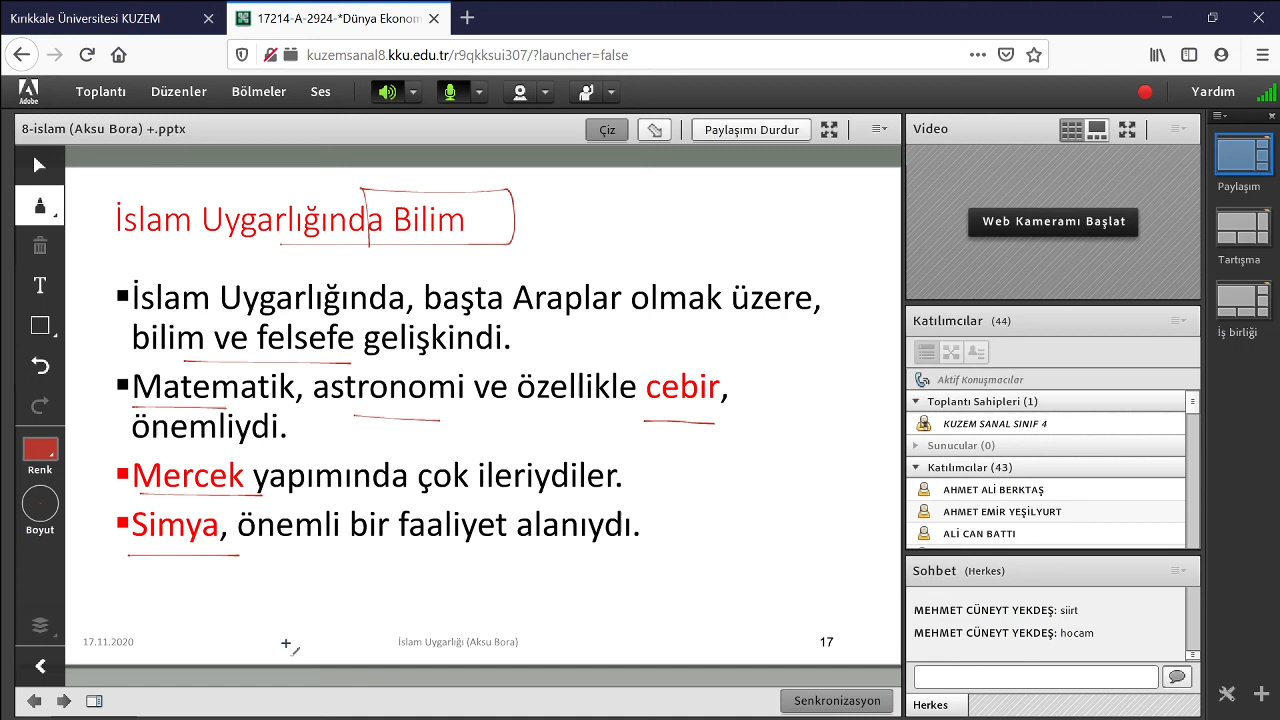 Kırıkkale Üniversitesi KUZEM
17214-A-2924-*Dünya Ekonom
kuzemsanal8.kku.edu.tr/r9qkksui307/?launcher=false
Adobe
Toplantı
Düzenler
Bölmeler
Ses
Yardım
8-islam (Aksu Bora) +.pptx
Çiz
Paylaşımı Durdur
İslam Uygarlığında Bilim
▪İslam Uygarlığında, başta Araplar olmak üzere,
bilim ve felsefe gelişkindi.
▪Matematik, astronomi ve özellikle cebir,
önemliydi.
▪Mercek yapımında çok ileriydiler.
▪Simya, önemli bir faaliyet alanıydı.
17.11.2020
İslam Uygarlığı (Aksu Bora)
17
T
Renk
Boyut
Senkronizasyon
Video
Web Kameramı Başlat
Katılımcılar (44)
Aktif Konuşmacılar
Toplantı Sahipleri (1)
KUZEM SANAL SINIF 4
Sunucular (0)
Katılımcılar (43)
AHMET ALİ BERKTAŞ
AHMET EMİR YEŞİLYURT
ALİ CAN BATTI
Sohbet (Herkes)
MEHMET CÜNEYT YEKDEŞ: siirt
MEHMET CÜNEYT YEKDEŞ: hocam
Herkes
Paylaşım
Tartışma
İş birliği